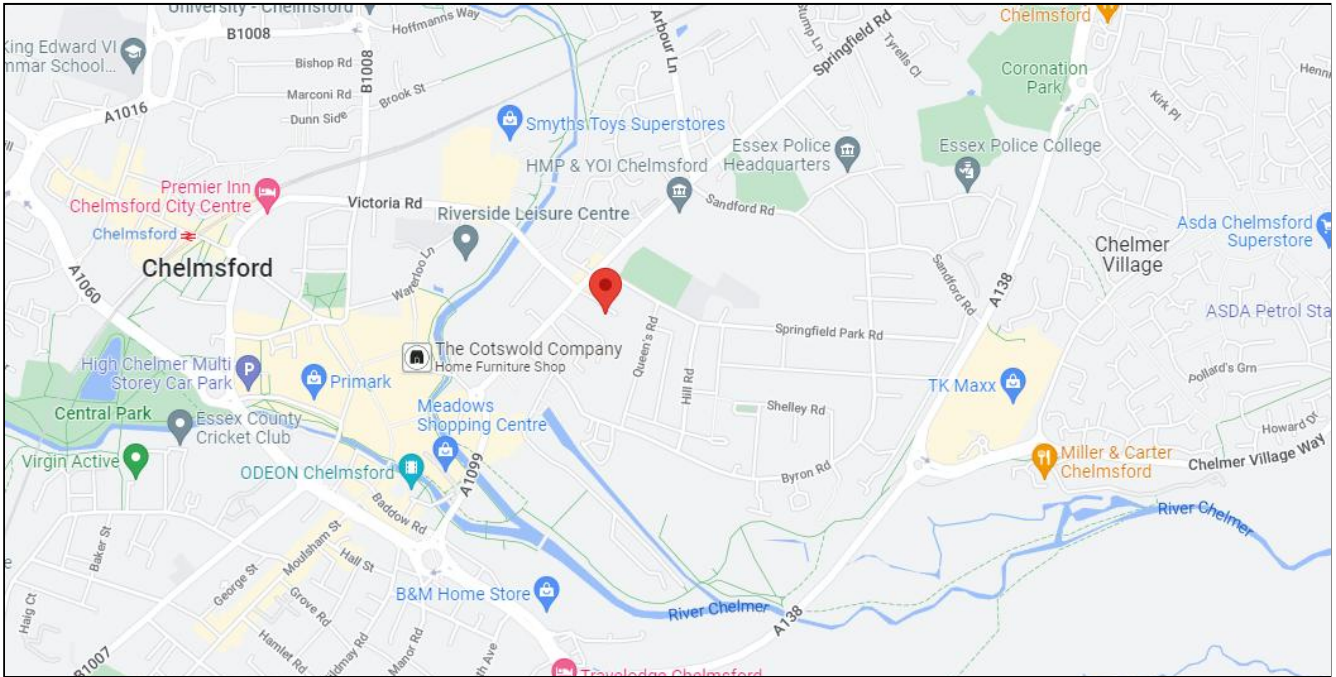 University - Chelmsford
Hoffmanns Way
B1008
King Edward VI
mmar School...
Bishop Rd
B1008
Marconi Rd
Brook St
Dunn Side
A1016
Arbour Ln
Stump Ln
Tyrells Cl
Springfield Rd
Chelmsford
Coronation
Park
Kirk Pl
Smyths Toys Superstores
Essex Police
Headquarters
Essex Police College
HMP & YOI Chelmsford
Sandford Rd
Premier Inn
Chelmsford City Centre
Victoria Rd
Riverside Leisure Centre
Chelmsford
Chelmsford
Waterloo Ln
A1060
Asda Chelmsford
Superstore
Chelmer
Village
Sandford Rd
A138
ASDA Petrol Sta
Springfield Park Rd
Queen's Rd
Hill Rd
The Cotswold Company
Home Furniture Shop
High Chelmer Multi
Storey Car Park
Primark
TK Maxx
Pollard's Grn
Shelley Rd
Central Park
Essex County
Cricket Club
Meadows
Shopping Centre
Howard Dr
Virgin Active
ODEON Chelmsford
A1099
Byron Rd
Miller & Carter
Chelmsford
Chelmer Village Way
Baddow Rd
River Chelmer
Baker St
Moulsham St
Hall St
George St
Grove Rd
B&M Home Store
River Chelmer
A138
Haig Ct
Hamlet Rd
Manor Rd
B1007
Travelodge Chelmsford